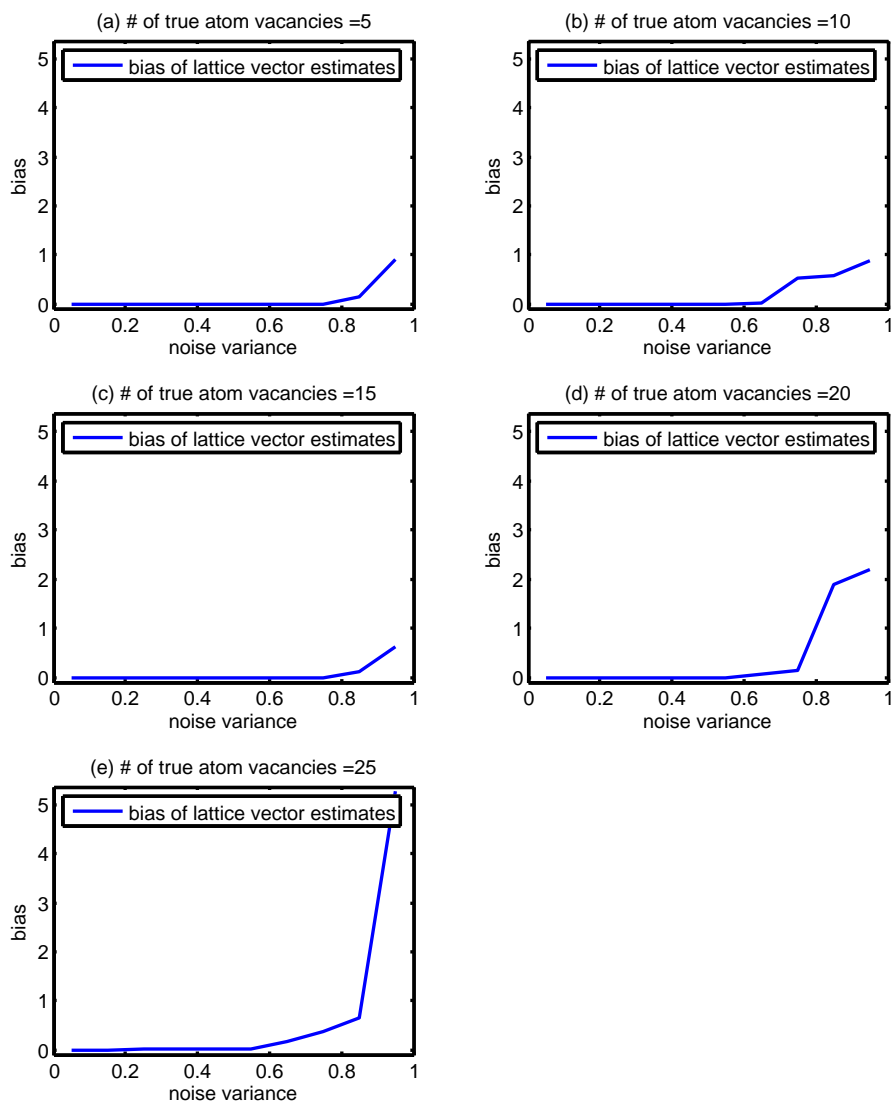 (a) # of true atom vacancies =5
bias of lattice vector estimates
5
4
3
2
1
0
bias
0 0.2 0.4 0.6 0.8 1
noise variance
(b) # of true atom vacancies =10
bias of lattice vector estimates
5
4
3
2
1
0
bias
0 0.2 0.4 0.6 0.8 1
noise variance
(c) # of true atom vacancies =15
bias of lattice vector estimates
5
4
3
2
1
0
bias
0 0.2 0.4 0.6 0.8 1
noise variance
(d) # of true atom vacancies =20
bias of lattice vector estimates
5
4
3
2
1
0
bias
0 0.2 0.4 0.6 0.8 1
noise variance
(e) # of true atom vacancies =25
bias of lattice vector estimates
5
4
3
2
1
0
bias
0 0.2 0.4 0.6 0.8 1
noise variance